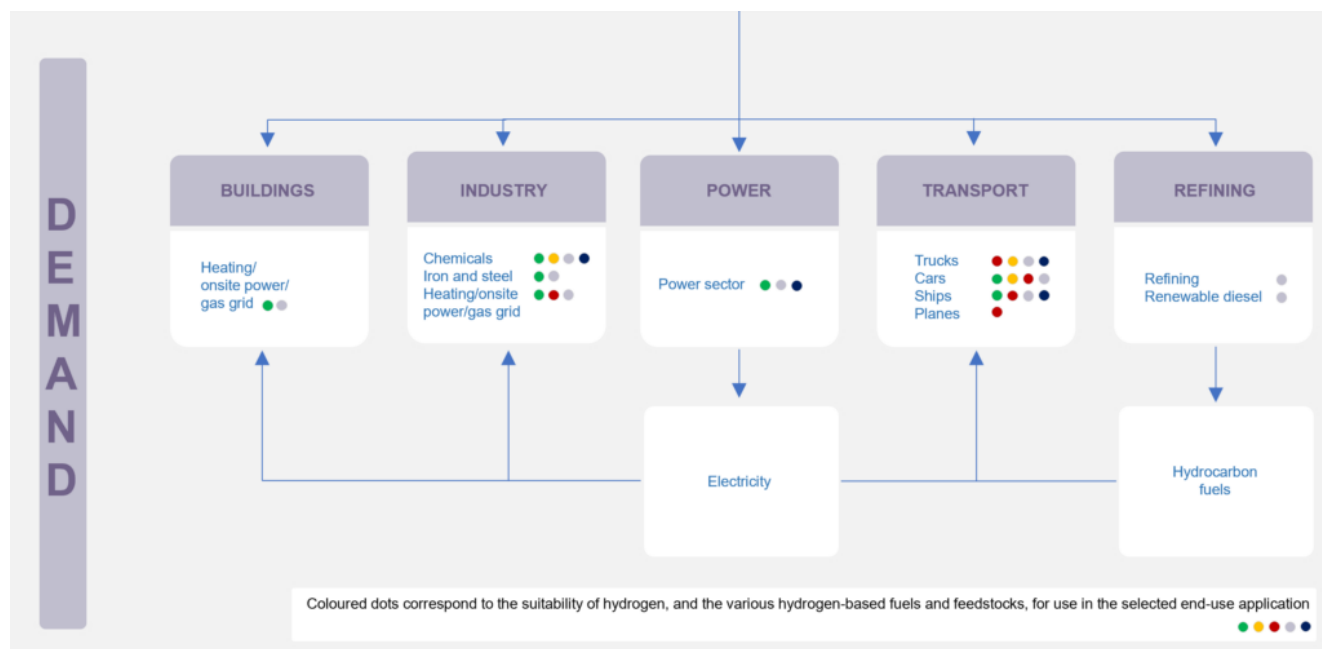 DEMAND
BUILDINGS
Heating/
onsite power/
gas grid
INDUSTRY
Chemicals
Iron and steel
Heating/onsite
power/gas grid
POWER
Power sector
TRANSPORT
Trucks
Cars
Ships
Planes
REFINING
Refining
Renewable diesel
Electricity
Hydrocarbon
fuels
Coloured dots correspond to the suitability of hydrogen, and the various hydrogen-based fuels and feedstocks, for use in the selected end-use application